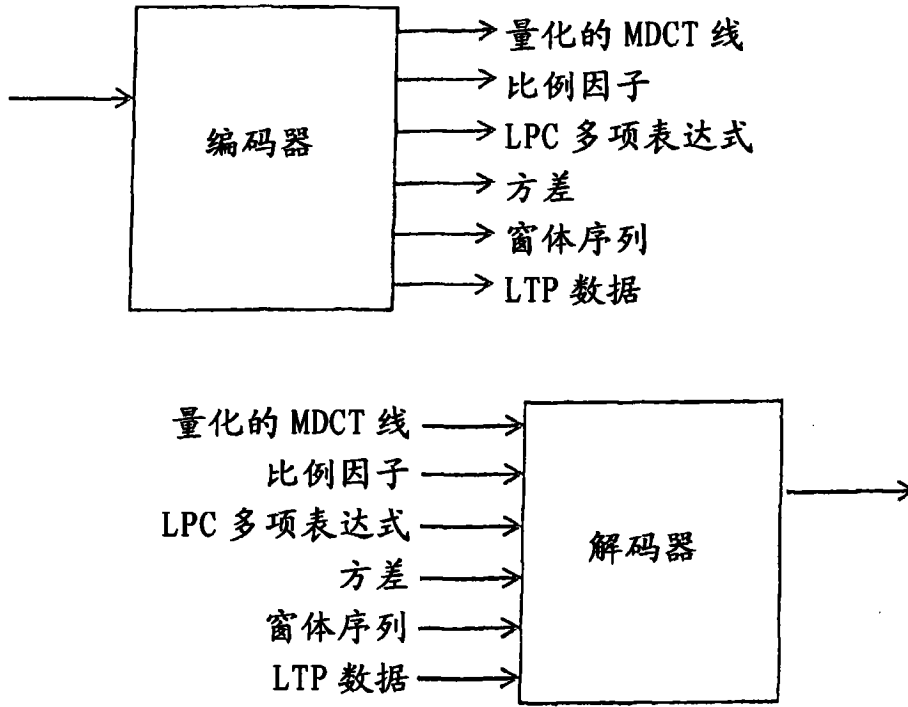 量化的 MDCT 线
比例因子
编码器
LPC 多项表达式
方差
窗体序列
LTP 数据
量化的 MDCT 线
比例因子
LPC 多项表达式
解码器
方差
窗体序列
LTP 数据